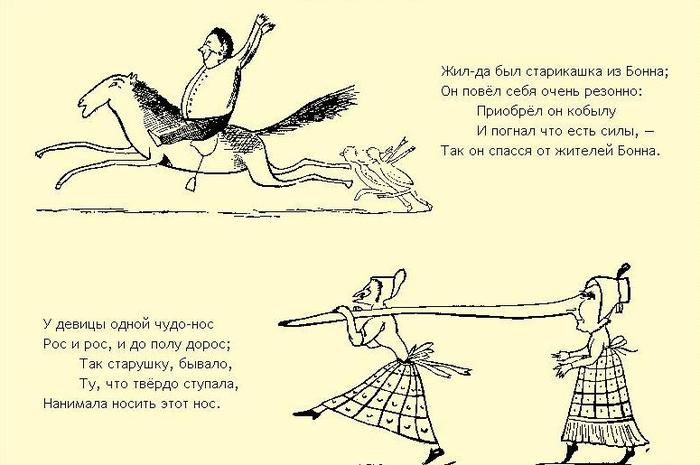 Жил-да был старикашка из Бонна;
Он повёл себя очень резонно:
Приобрёл он кобылу
И погнал что есть силы, —
Так он спасся от жителей Бонна.
У девицы одной чудо-нос
Рос и рос, и до полу дорос;
Так старушку, бывало,
Ту, что твёрдо ступала,
Нанимала носить этот нос.